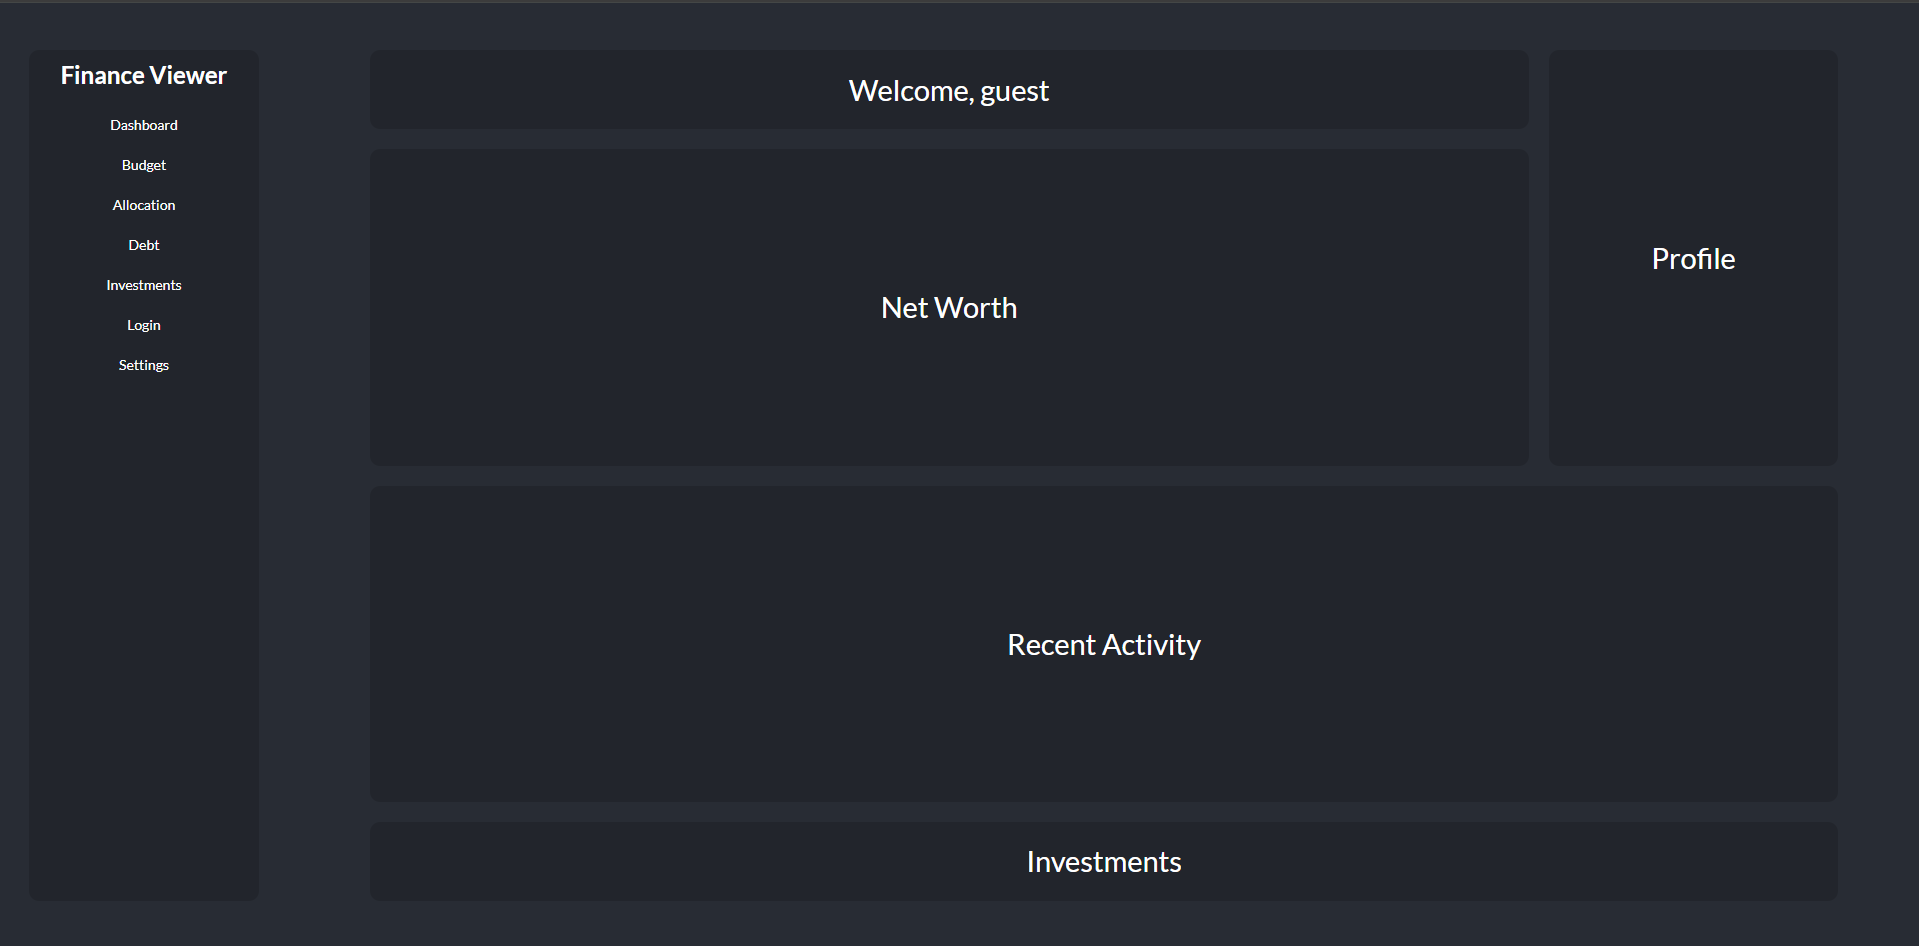 Finance Viewer
Dashboard
Budget
Allocation
Debt
Investments
Login
Settings
Welcome, guest
Net Worth
Profile
Recent Activity
Investments